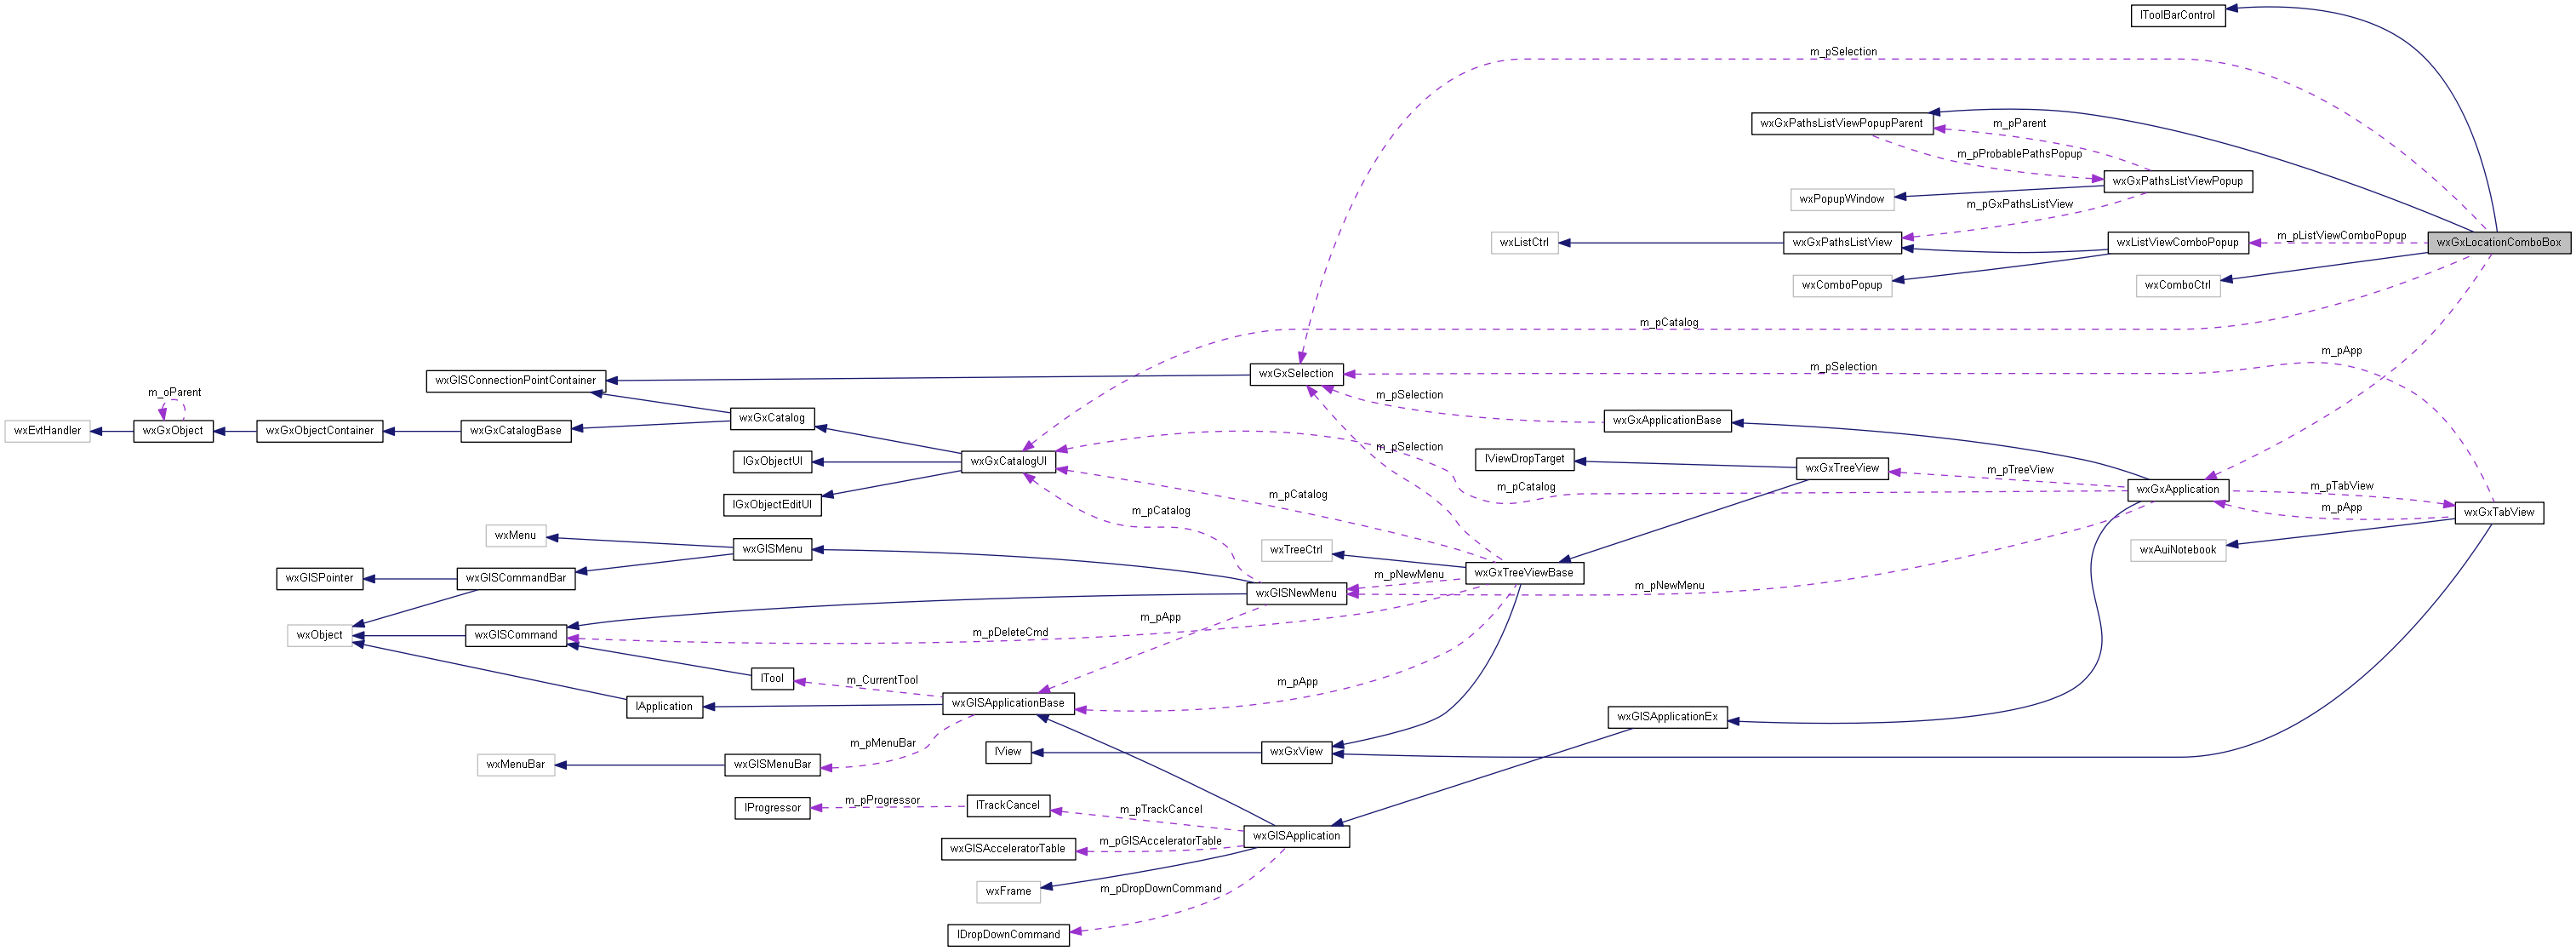 IToolBarControl
m_pSelection
wxGxPathsListViewPopupParent
m_pParent
m_pProbablePathsPopup
wxGxPathsListViewPopup
wxPopupWindow
m_pGxPathsListView
wxListCtrl
wxGxPathsListView
wxListViewComboPopup
m_pListViewComboPopup
wxGxLocationComboBox
wxComboPopup
wxComboCtrl
m_pCatalog
m_pApp
wxGISConnectionPointContainer
wxGxSelection
m_pSelection
m_oParent
m_pSelection
wxEvtHandler
wxGxObject
wxGxObjectContainer
wxGxCatalogBase
wxGxCatalog
wxGxApplicationBase
m_pSelection
IGxObjectUI
wxGxCatalogUI
IViewDropTarget
wxGxTreeView
m_pTreeView
IGxObjectEditUI
m_pCatalog
m_pCatalog
m_pCatalog
wxGxApplication
m_pTabView
m_pApp
wxGxTabView
wxMenu
wxGISMenu
wxTreeCtrl
wxAuiNotebook
wxGISPointer
wxGISCommandBar
wxGISNewMenu
m_pNewMenu
wxGxTreeViewBase
m_pNewMenu
wxObject
wxGISCommand
m_pApp
m_pDeleteCmd
ITool
m_CurrentTool
m_pApp
IApplication
wxGISApplicationBase
wxGISApplicationEx
m_pMenuBar
IView
wxGxView
wxMenuBar
wxGISMenuBar
IProgressor
m_pProgressor
ITrackCancel
m_pTrackCancel
wxGISApplication
wxGISAcceleratorTable
m_pGISAcceleratorTable
wxFrame
m_pDropDownCommand
IDropDownCommand